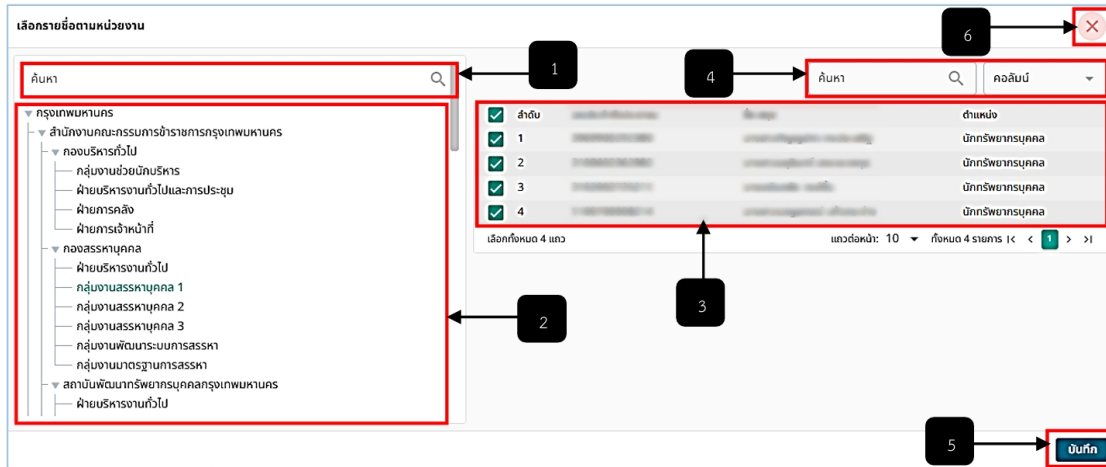 เลือกรายชื่อตามหน่วยงาน
6
1
4
ค้นหา
ค้นหา
คอลัมน์
กรุงเทพมหานคร
สำนักงานคณะกรรมการข้าราชการกรุงเทพมหานคร
กองบริหารทั่วไป
กลุ่มงานช่วยนักบริหาร
ฝ่ายบริหารงานทั่วไปและการประชุม
ฝ่ายการคลัง
ฝ่ายการเจ้าหน้าที่
กองสรรหาบุคคล
ฝ่ายบริหารงานทั่วไป
กลุ่มงานสรรหาบุคคล 1
กลุ่มงานสรรหาบุคคล 2
กลุ่มงานสรรหาบุคคล 3
กลุ่มงานพัฒนาระบบการสรรหา
กลุ่มงานมาตรฐานการสรรหา
สถาบันพัฒนาทรัพยากรบุคคลกรุงเทพมหานคร
ฝ่ายบริหารงานทั่วไป
2
ลำดับ ตำแหน่ง
1 นักทรัพยากรบุคคล
2 นักทรัพยากรบุคคล
3 นักทรัพยากรบุคคล
4 นักทรัพยากรบุคคล
เลือกทั้งหมด 4 แถว แถวต่อหน้า: 10 ทั้งหมด 4 รายการ 1
3
5
บันทึก